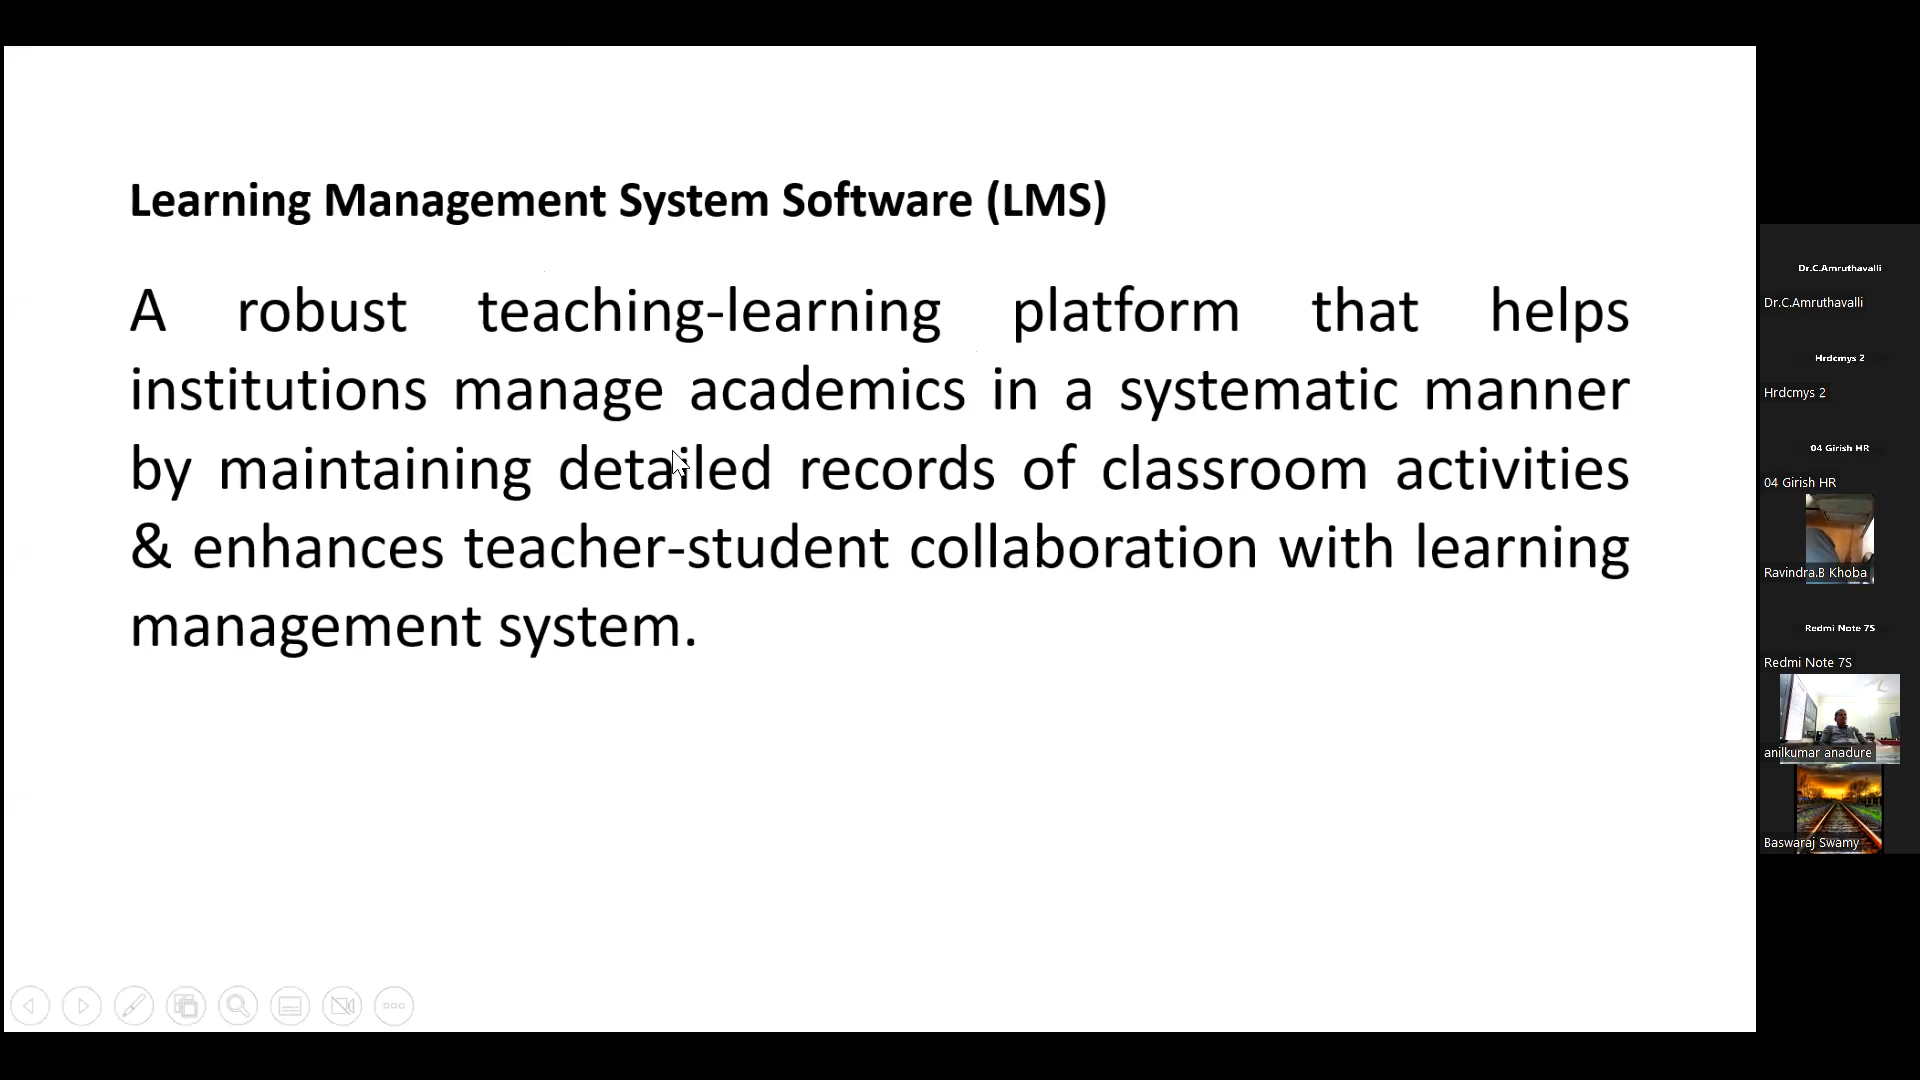 Learning Management System Software (LMS)
A robust teaching-learning platform that helps
institutions manage academics in a systematic manner
by maintaining detailed records of classroom activities
& enhances teacher-student collaboration with learning
management system.
Dr.C.Amruthavalli
Dr.C.Amruthavalli
Hrdcmys 2
Hrdcmys 2
04 Girish HR
04 Girish HR
Ravindra.B Khoba
Redmi Note 7S
Redmi Note 7S
anilkumar anadure
Baswaraj Swamy